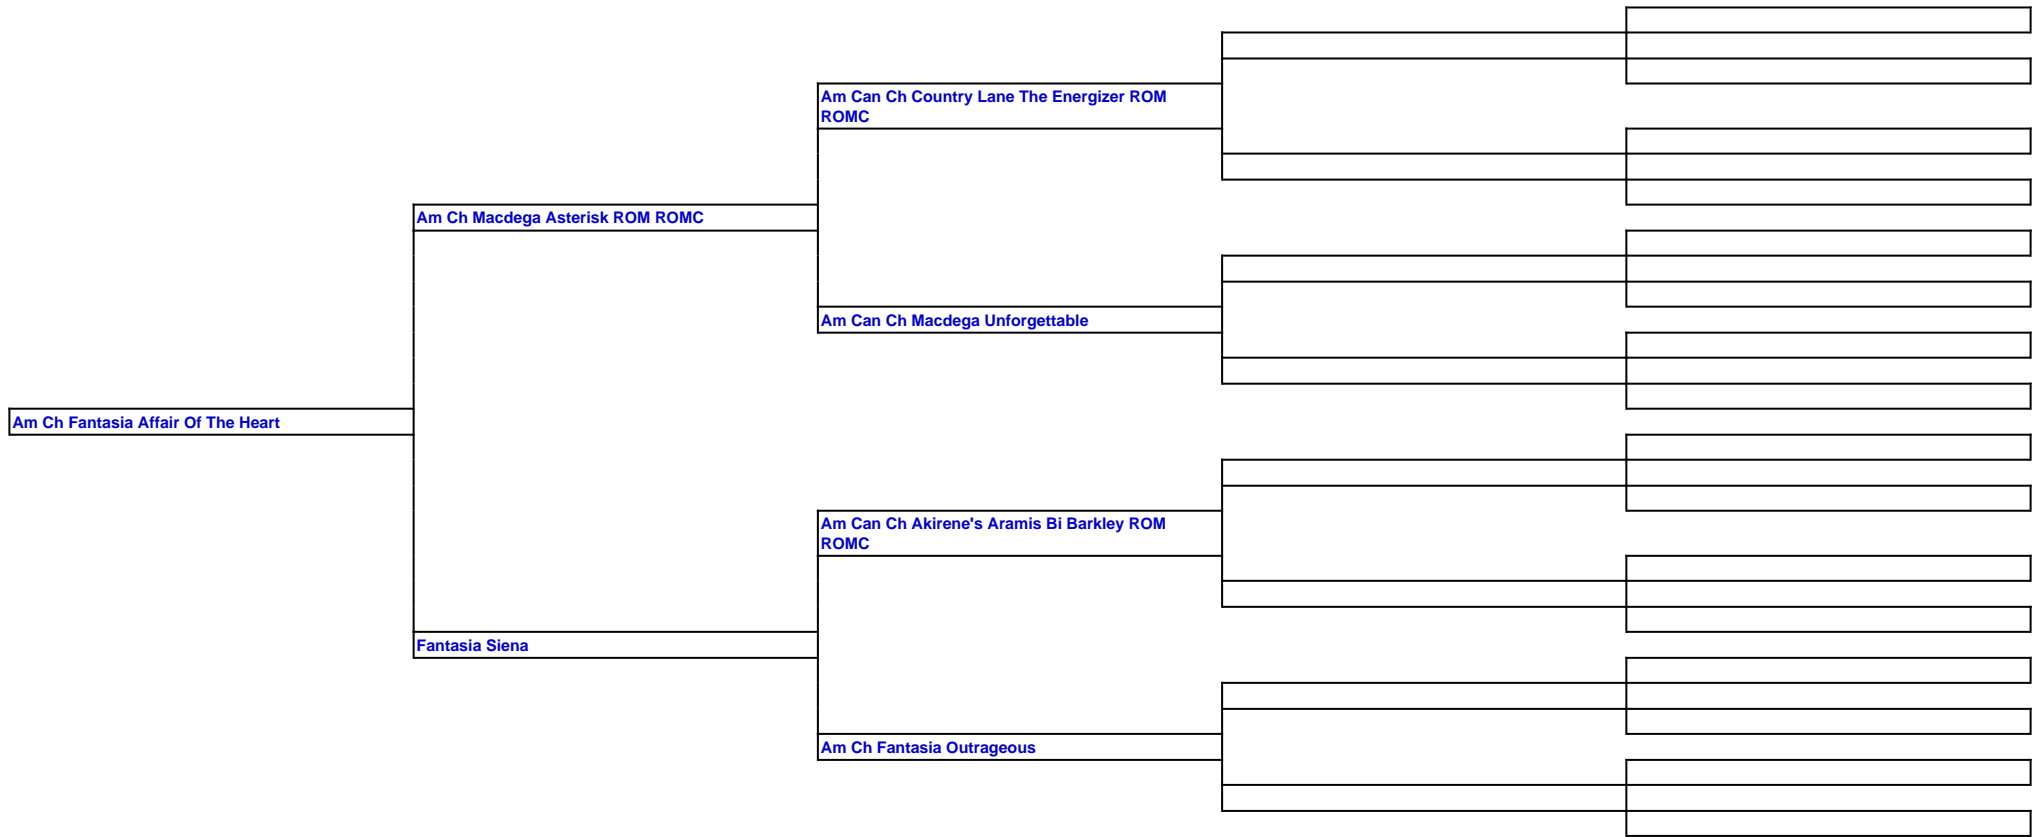 Am Can Ch Country Lane The Energizer ROM
ROMC
Am Ch Macdega Asterisk ROM ROMC
Am Can Ch Macdega Unforgettable
Am Ch Fantasia Affair Of The Heart
Am Can Ch Akirene's Aramis Bi Barkley ROM
ROMC
Fantasia Siena
Am Ch Fantasia Outrageous